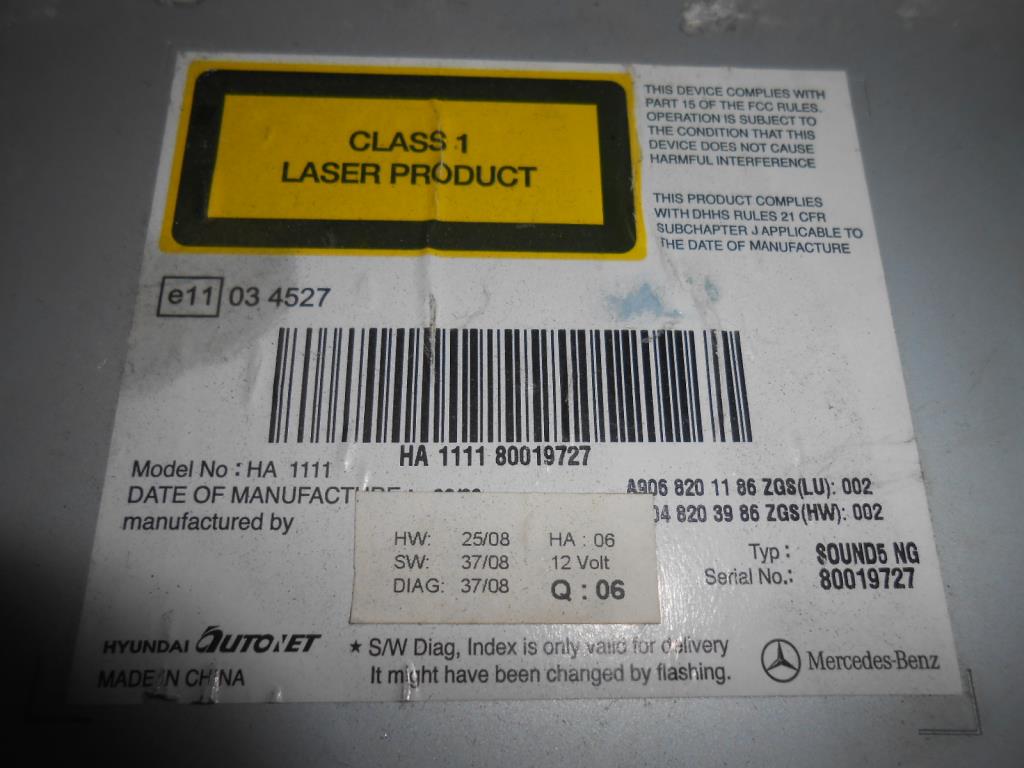 CLASS 1
LASER PRODUCT
THIS DEVICE COMPLIES WITH
PART 15 OF THE FCC RULES.
OPERATION IS SUBJECT TO
THE CONDITION THAT THIS
DEVICE DOES NOT CAUSE
HARMFUL INTERFERENCE
THIS PRODUCT COMPLIES
WITH DHHS RULES 21 CFR
SUBCHAPTER J APPLICABLE TO
THE DATE OF MANUFACTURE
e11 03 4527
HA 1111 80019727
Model No : HA 1111
DATE OF MANUFACTURE :
manufactured by
A906 820 11 86 ZGS(LU): 002
04 820 39 86 ZGS(HW): 002
HW: 25/08 HA : 06
SW: 37/08 12 Volt
DIAG: 37/08 Q : 06
Typ : SOUND5 NG
Serial No.: 80019727
HYUNDAI AUTONET
MADE IN CHINA
★ S/W Diag, Index is only valid for delivery
It might have been changed by flashing.
Mercedes-Benz